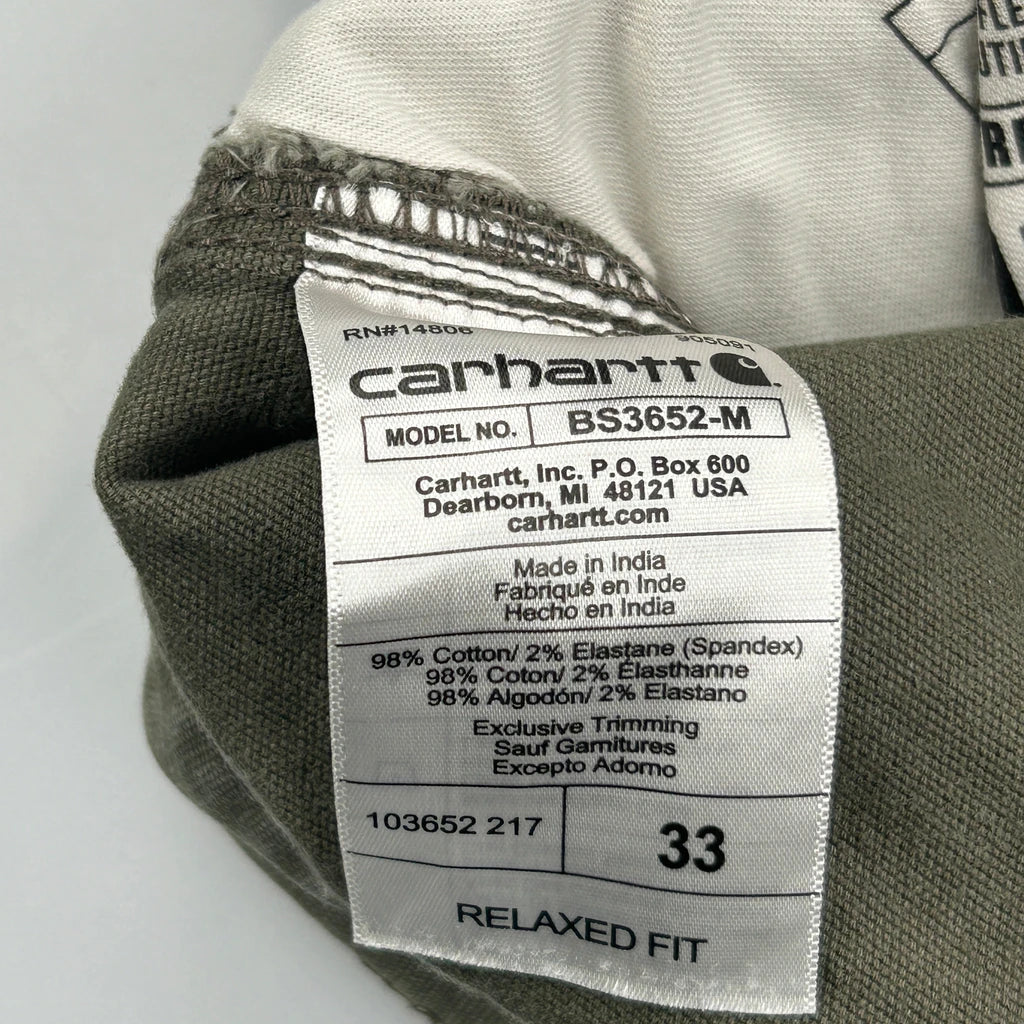 RN#14806
905091
carhartt
MODEL NO.
BS3652-M
Carhartt, Inc. P.O. Box 600
Dearborn, MI 48121 USA
carhartt.com
Made in India
Fabriqué en Inde
Hecho en India
98% Cotton/ 2% Elastane (Spandex)
98% Coton/ 2% Élasthanne
98% Algodón/ 2% Elastano
Exclusive Trimming
Sauf Garnitures
Excepto Adorno
103652 217
33
RELAXED FIT